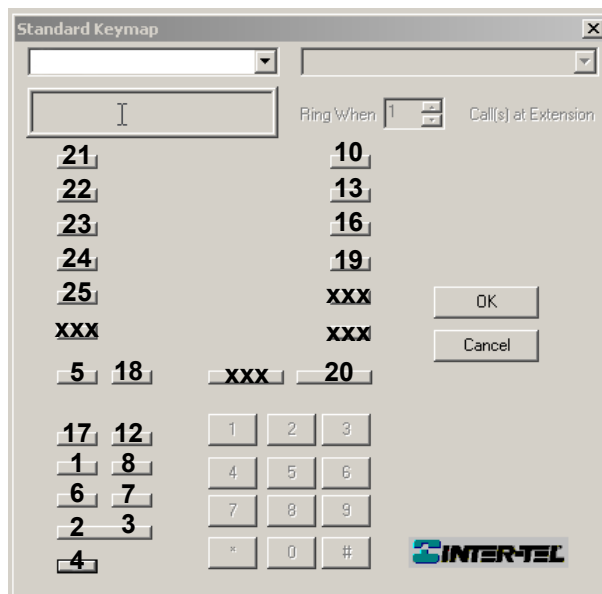 Standard Keymap x
Ring When 1 Call(s) at Extension
21 10
22 13
23 16
24 19
25 xxx OK
xxx xxx Cancel
5 18 xxx 20
17 12 1 2 3
1 8 4 5 6
6 7 7 8 9
2 3
4 * 0 # INTER-TEL